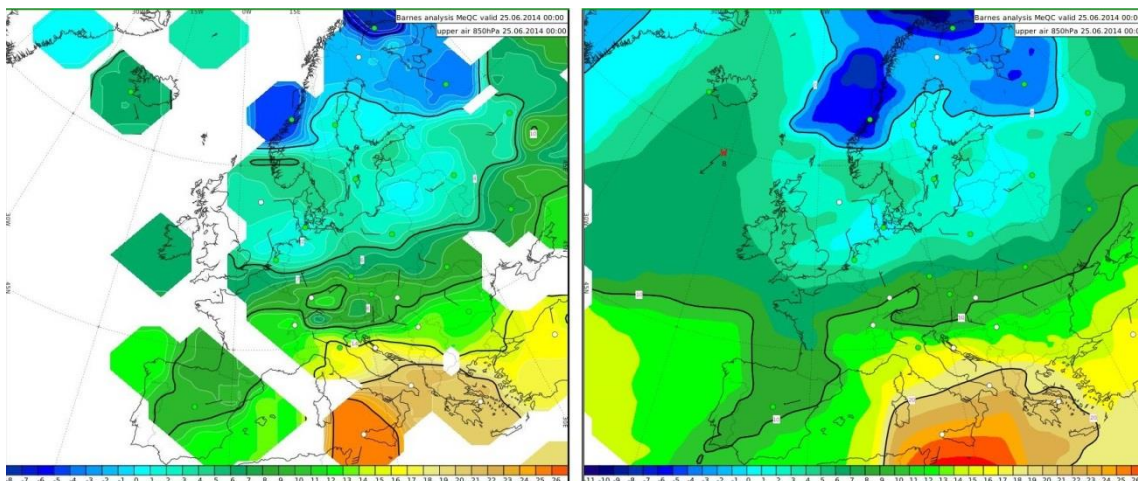 Barnes analysis MeQC valid 25.06.2014 00:00
upper air 850hPa 25.06.2014 00:00
-8 -7 -6 -5 -4 -3 -2 -1 0 1 2 3 4 5 6 7 8 9 10 11 12 13 14 15 16 17 18 19 20 21 22 23 24 25 26
Barnes analysis MeQC valid 25.06.2014 00:00
upper air 850hPa 25.06.2014 00:00
-11 -10 -9 -8 -7 -6 -5 -4 -3 -2 -1 0 1 2 3 4 5 6 7 8 9 10 11 12 13 14 15 16 17 18 19 20 21 22 23 24 25 26